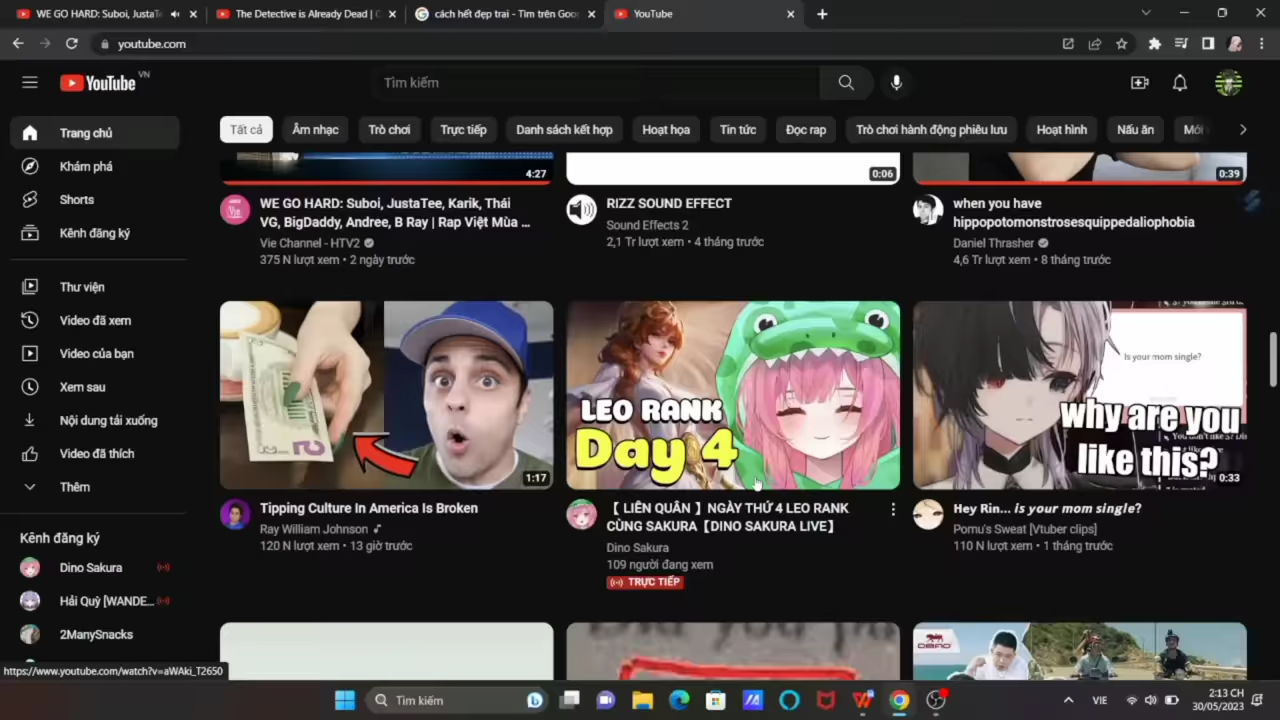 WE GO HARD: Suboi, JustaTe
The Detective is Already Dead | C
cách hết đẹp trai - Tìm trên Goo
YouTube
youtube.com
YouTube VN
Tìm kiếm
Tất cả
Âm nhạc
Trò chơi
Trực tiếp
Danh sách kết hợp
Hoạt họa
Tin tức
Đọc rap
Trò chơi hành động phiêu lưu
Hoạt hình
Nấu ăn
Mới
Trang chủ
Khám phá
Shorts
Kênh đăng ký
Thư viện
Video đã xem
Video của bạn
Xem sau
Nội dung tải xuống
Video đã thích
Thêm
Kênh đăng ký
Dino Sakura
Hải Quỳ [WANDE...
2ManySnacks
4:27
WE GO HARD: Suboi, JustaTee, Karik, Thái
VG, BigDaddy, Andree, B Ray | Rap Việt Mùa ...
Vie Channel - HTV2
375 N lượt xem • 2 ngày trước
0:06
RIZZ SOUND EFFECT
Sound Effects 2
2,1 Tr lượt xem • 4 tháng trước
0:39
when you have
hippopotomonstrosesquippedaliophobia
Daniel Thrasher
4,6 Tr lượt xem • 8 tháng trước
1:17
Tipping Culture In America Is Broken
Ray William Johnson
120 N lượt xem • 13 giờ trước
LEO RANK
Day 4
【 LIÊN QUÂN 】NGÀY THỨ 4 LEO RANK
CÙNG SAKURA【DINO SAKURA LIVE】
Dino Sakura
109 người đang xem
TRỰC TIẾP
Is your mom single?
why are you
like this?
0:33
Hey Rin... is your mom single?
Pomu's Sweat [Vtuber clips]
110 N lượt xem • 1 tháng trước
https://www.youtube.com/watch?v=aWAki_T2650
Tìm kiếm
VIE
2:13 CH
30/05/2023